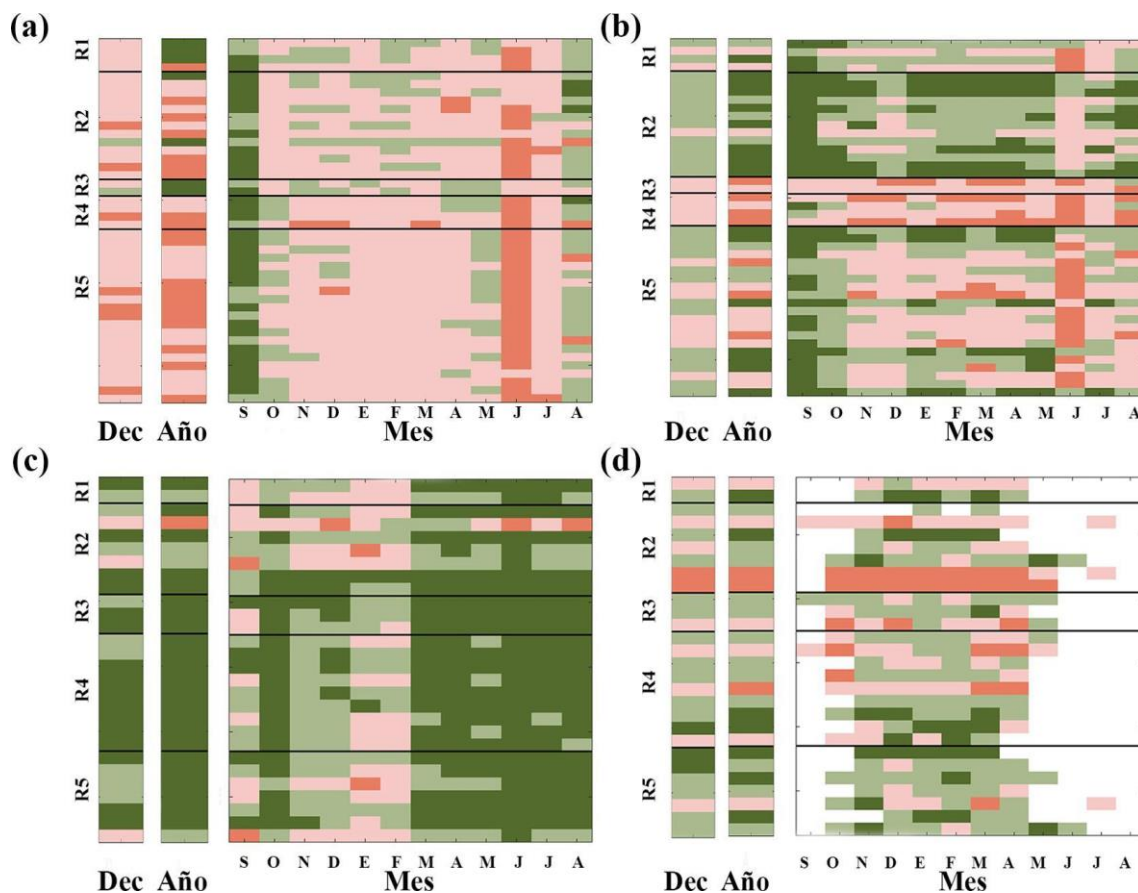 (a)
R1
R2
R3
R4
R5
S O N D E F M A M J J A
Dec Año Mes
(b)
R1
R2
R3
R4
R5
S O N D E F M A M J J A
Dec Año Mes
(c)
R1
R2
R3
R4
R5
S O N D E F M A M J J A
Dec Año Mes
(d)
R1
R2
R3
R4
R5
S O N D E F M A M J J A
Dec Año Mes